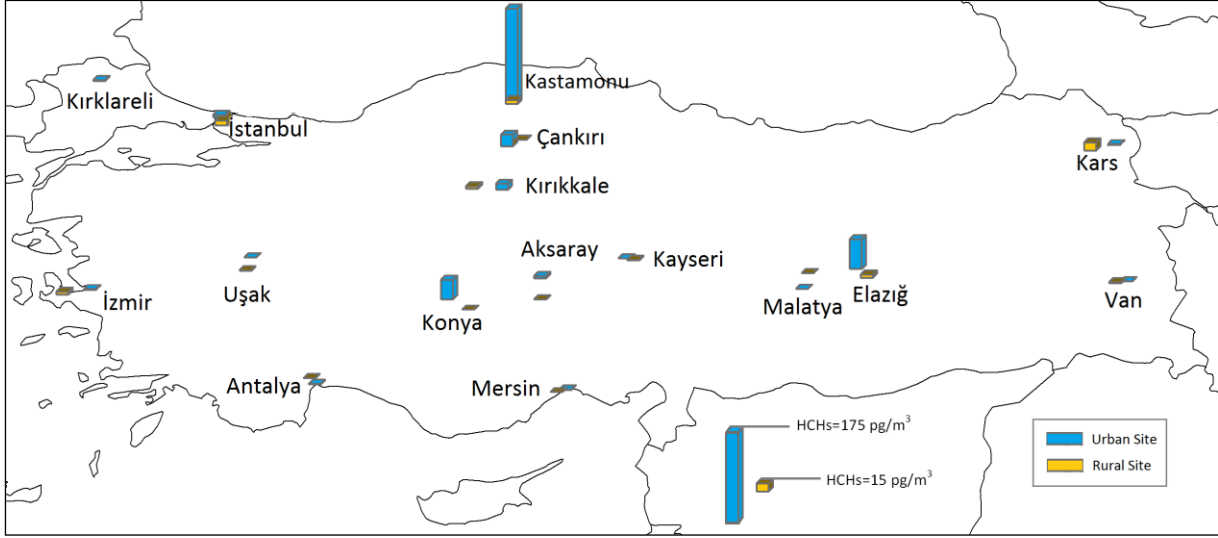 Kastamonu
Kırklareli
İstanbul
Çankırı
Kars
Kırıkkale
Aksaray
Kayseri
Uşak
İzmir
Konya
Malatya
Elazığ
Van
Antalya
Mersin
HCHs=175 pg/m³
HCHs=15 pg/m³
Urban Site
Rural Site